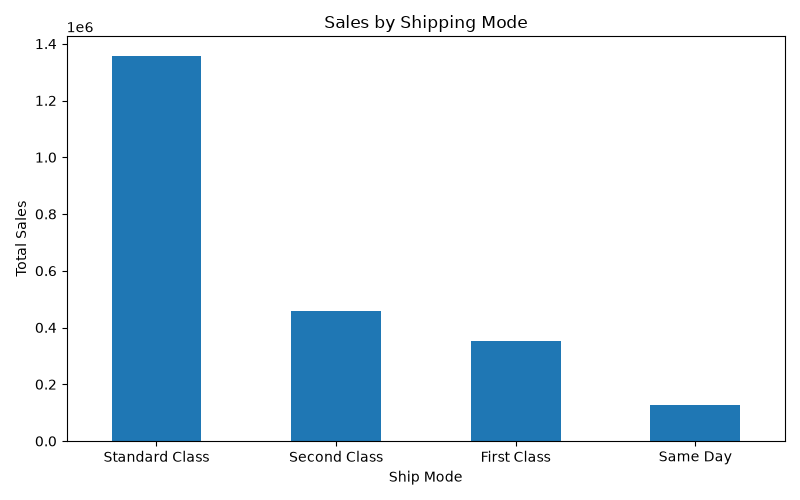 Sales by Shipping Mode
1e6
1.4
1.2
1.0
0.8
0.6
0.4
0.2
0.0
Total Sales
Standard Class
Second Class
First Class
Same Day
Ship Mode